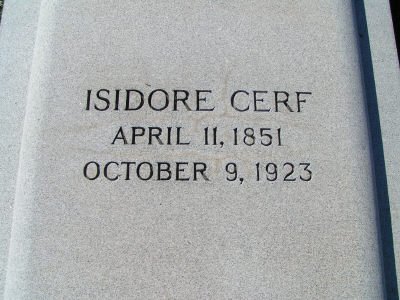 ISIDORE CERF
APRIL 11, 1851
OCTOBER 9, 1923